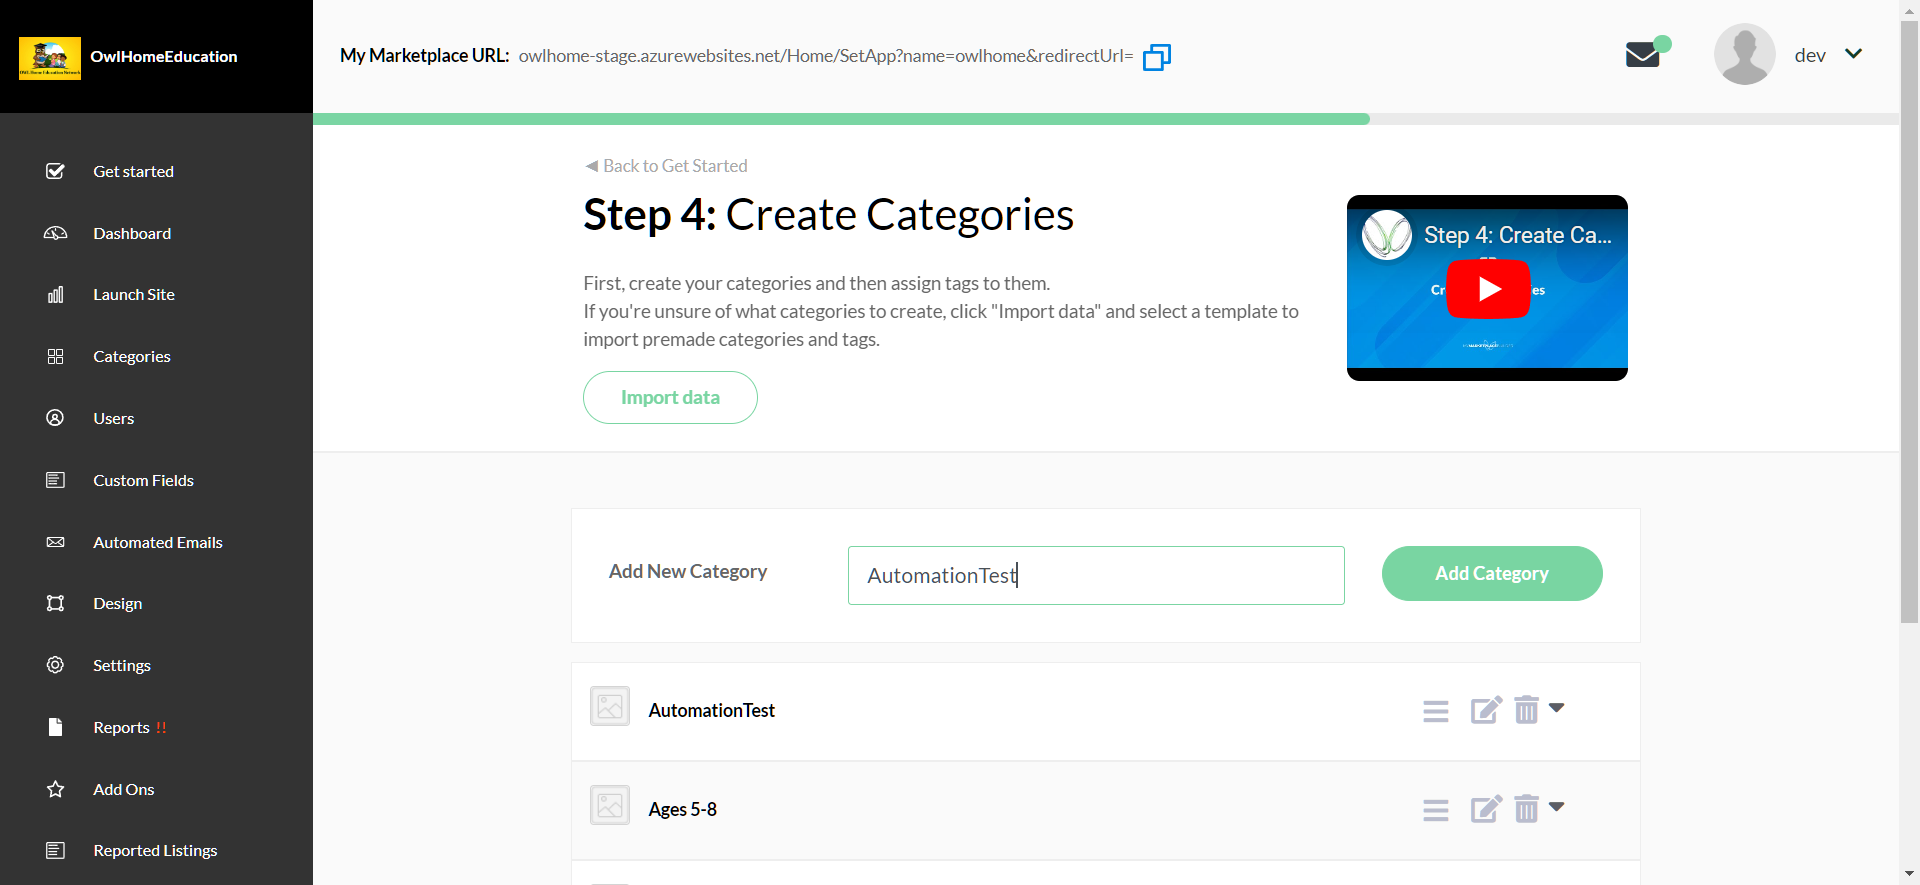 OwlHomeEducation
My Marketplace URL: owlhome-stage.azurewebsites.net/Home/SetApp?name=owlhome&redirectUrl=
dev
Get started
Dashboard
Launch Site
Categories
Users
Custom Fields
Automated Emails
Design
Settings
Reports !!
Add Ons
Reported Listings
◀ Back to Get Started
Step 4: Create Categories
First, create your categories and then assign tags to them.
If you're unsure of what categories to create, click "Import data" and select a template to
import premade categories and tags.
Import data
Step 4: Create Ca...
Add New Category
AutomationTest
Add Category
AutomationTest
Ages 5-8